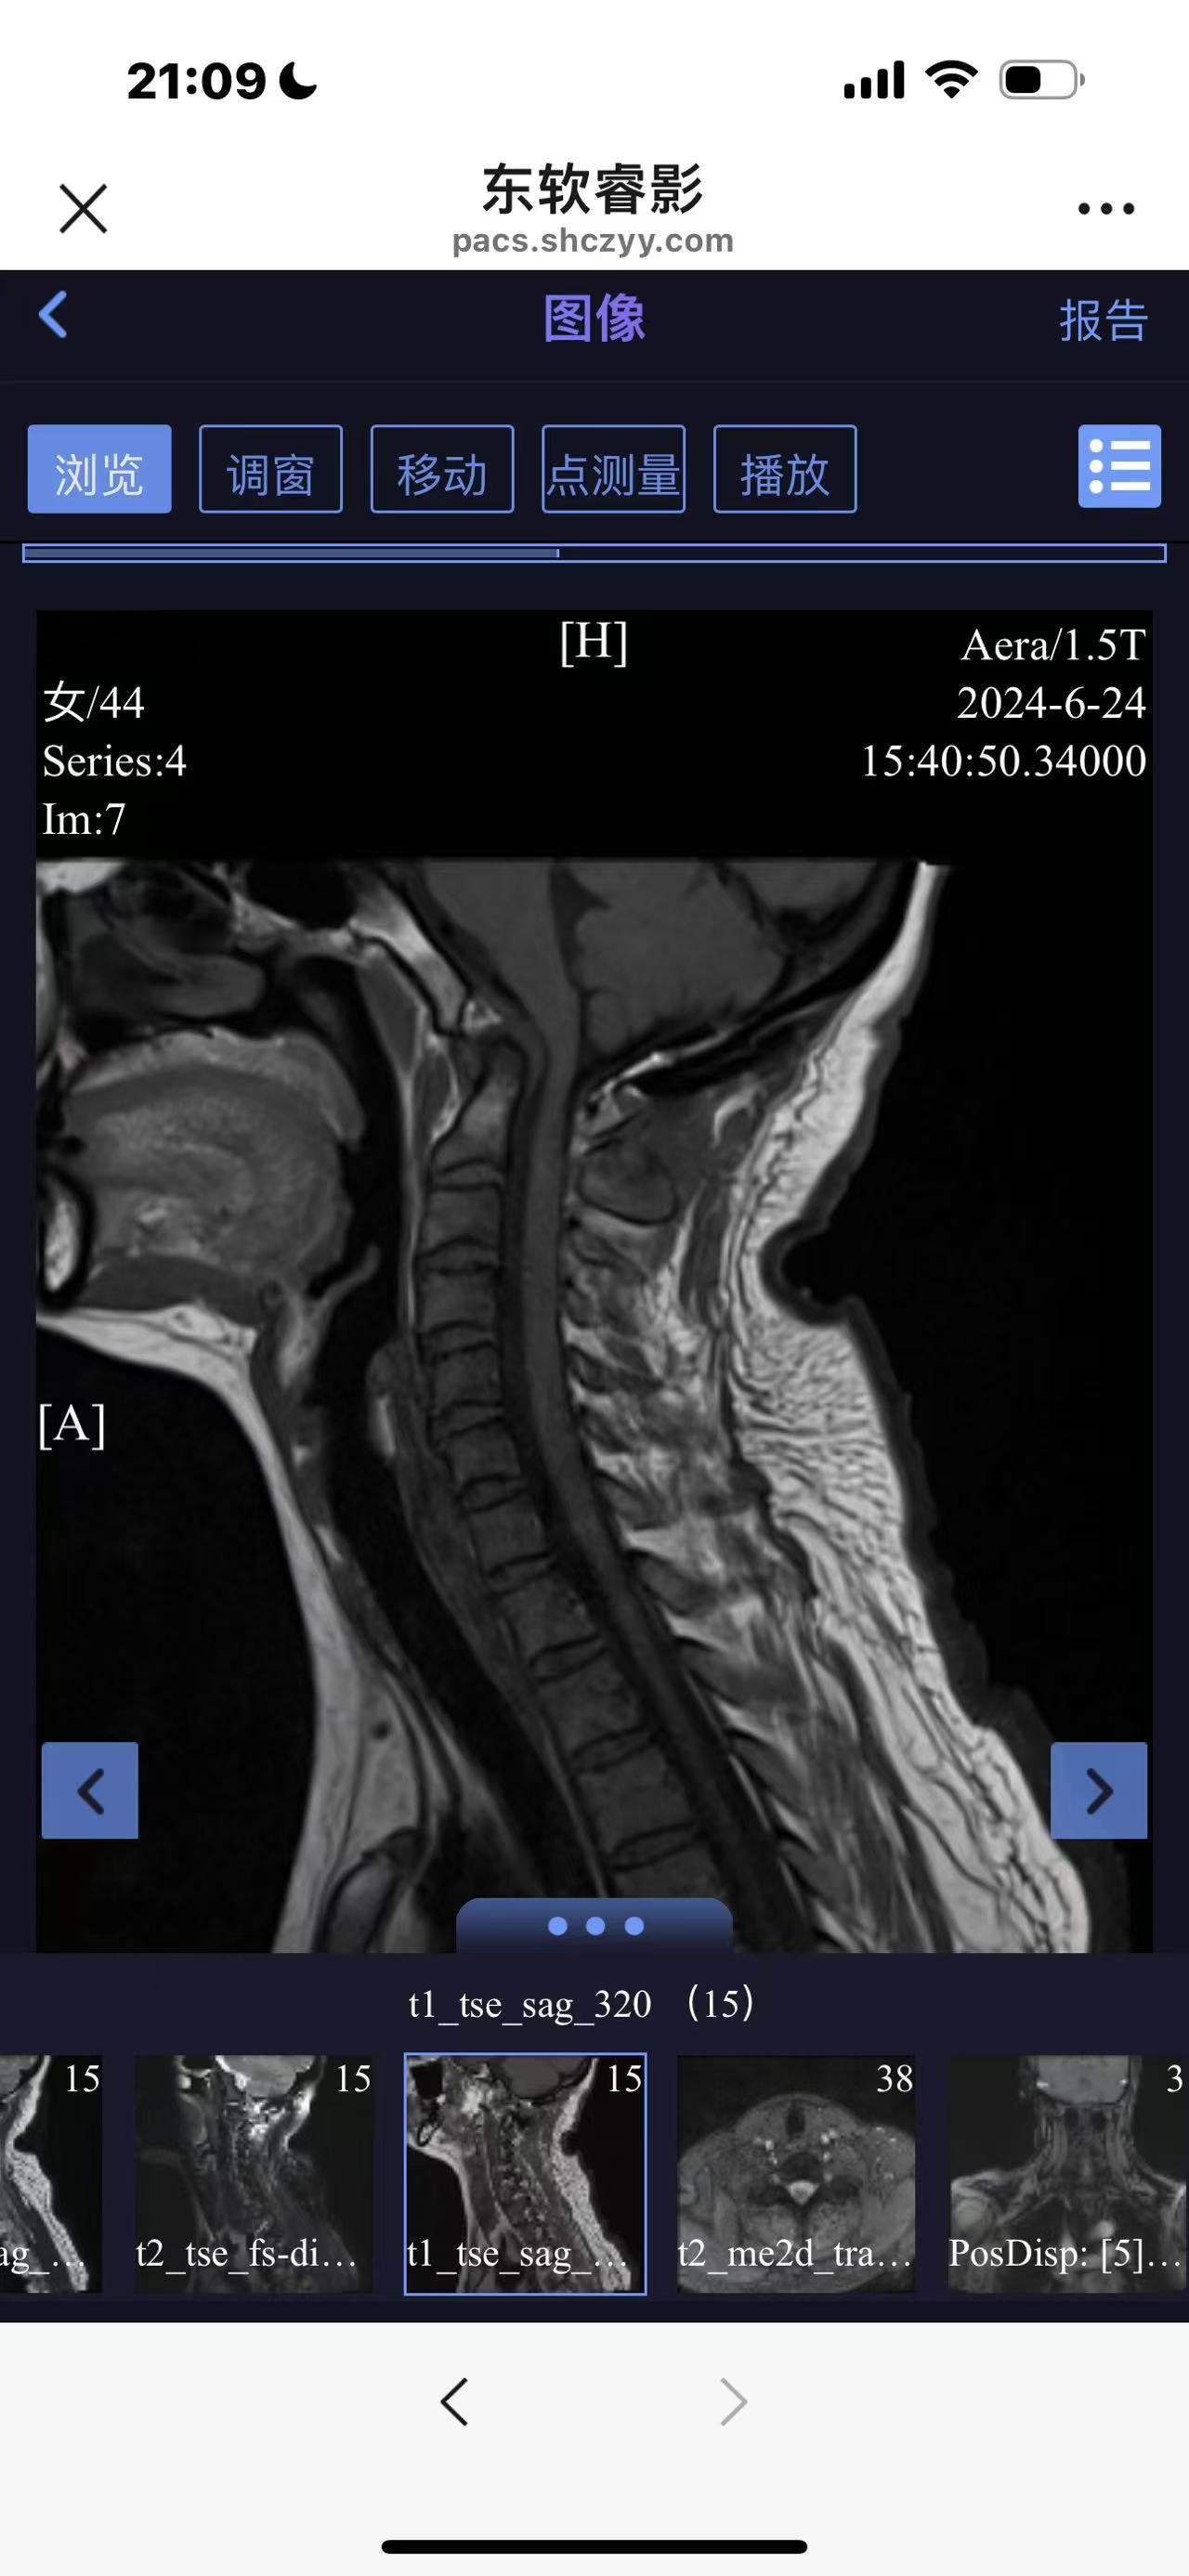 21:09
东软睿影
pacs.shczyy.com
图像
报告
浏览
调窗
移动
点测量
播放
[H]
Aera/1.5T
女/44
2024-6-24
Series:4
15:40:50.34000
Im:7
[A]
t1_tse_sag_320 (15)
15
15
15
38
3
ag_...
t2_tse_fs-di...
t1_tse_sag_...
t2_me2d_tra...
PosDisp: [5]...